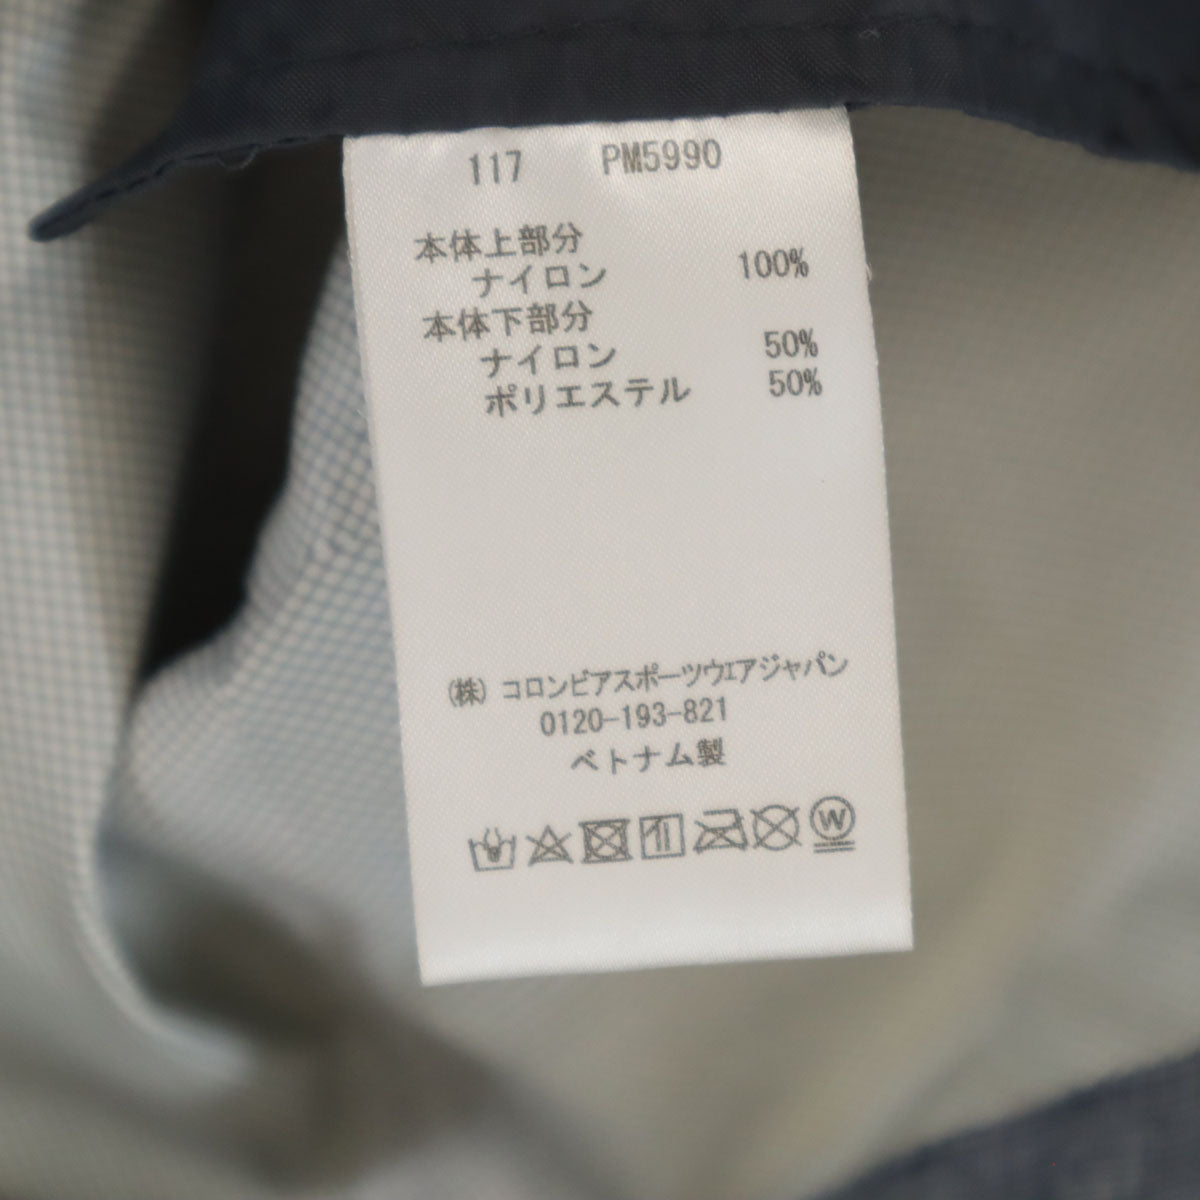 117 PM5990
本体上部分
ナイロン 100%
本体下部分
ナイロン 50%
ポリエステル 50%
(株) コロンビアスポーツウェアジャパン
0120-193-821
ベトナム製
W